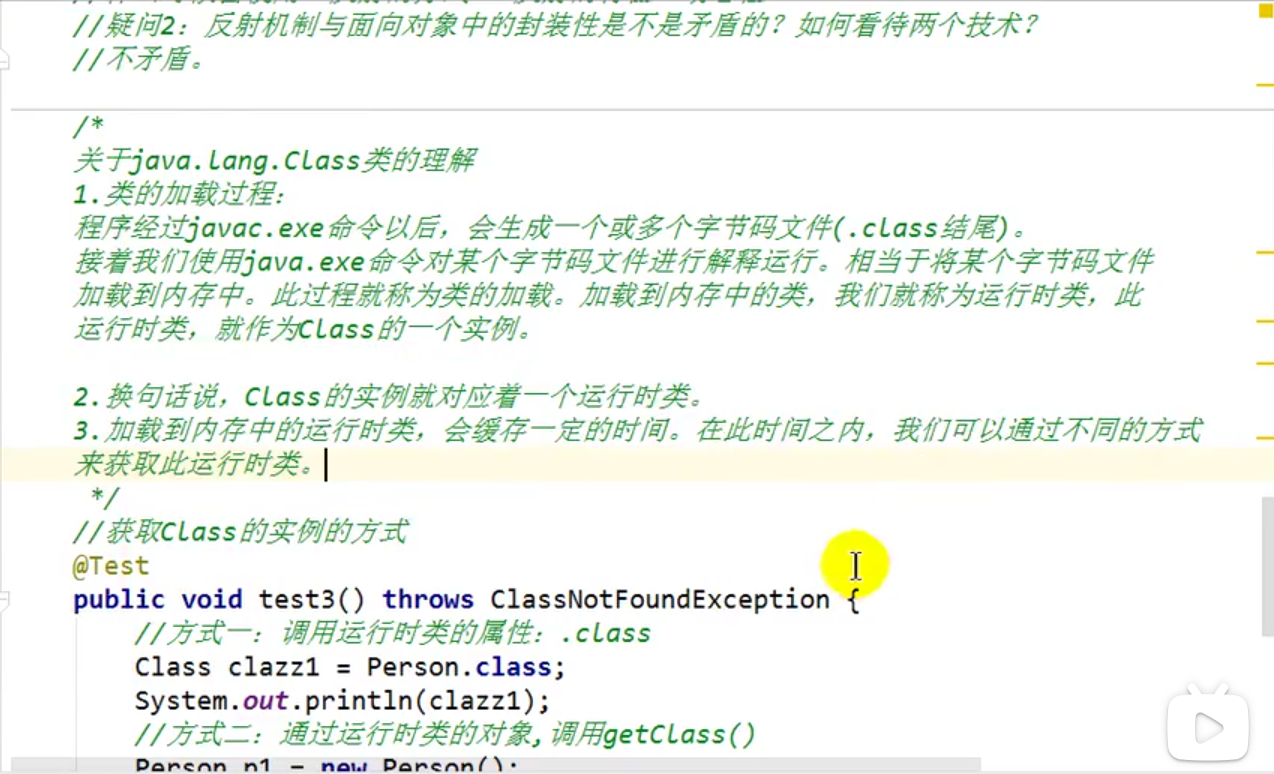 //疑问2：反射机制与面向对象中的封装性是不是矛盾的？如何看待两个技术？
//不矛盾。
/*
关于java.lang.Class类的理解
1.类的加载过程：
程序经过javac.exe命令以后，会生成一个或多个字节码文件(.class结尾)。
接着我们使用java.exe命令对某个字节码文件进行解释运行。相当于将某个字节码文件
加载到内存中。此过程就称为类的加载。加载到内存中的类，我们就称为运行时类，此
运行时类，就作为Class的一个实例。
2.换句话说，Class的实例就对应着一个运行时类。
3.加载到内存中的运行时类，会缓存一定的时间。在此时间之内，我们可以通过不同的方式
来获取此运行时类。
*/
//获取Class的实例的方式
@Test
public void test3() throws ClassNotFoundException {
//方式一：调用运行时类的属性：.class
Class clazz1 = Person.class;
System.out.println(clazz1);
//方式二：通过运行时类的对象,调用getClass()
Person p1 = new Person();